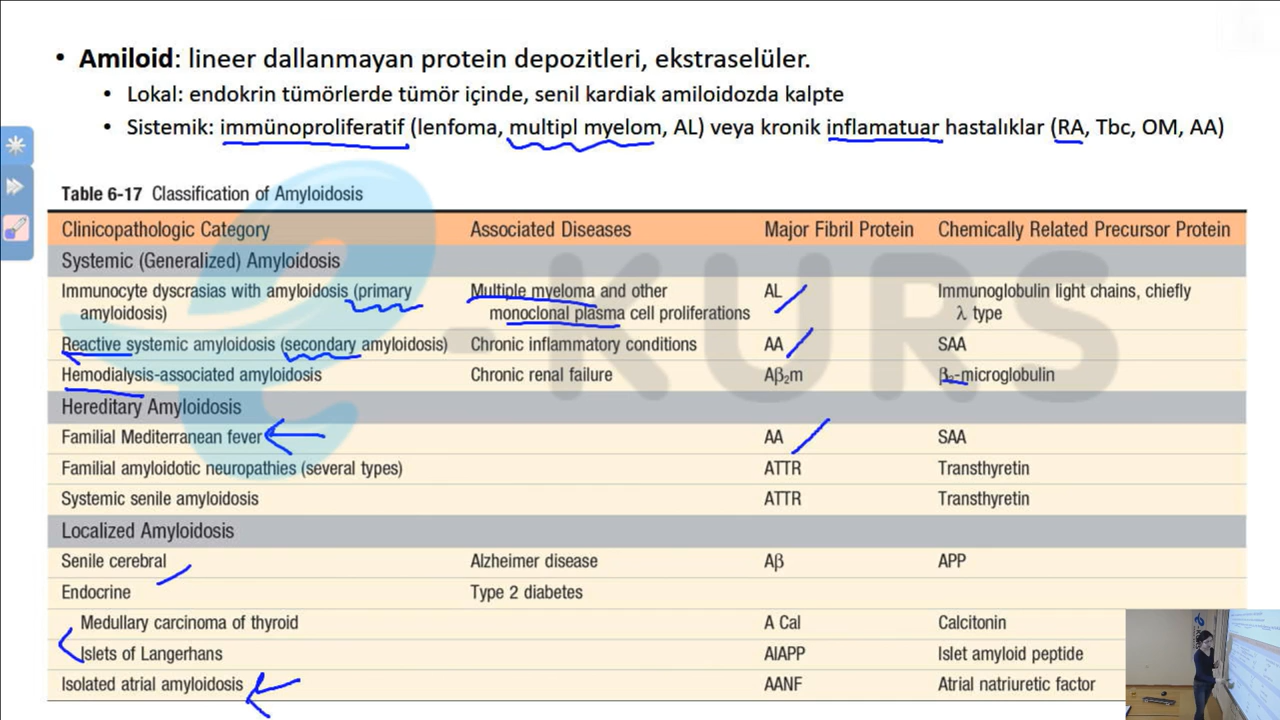 • Amiloid: lineer dallanmayan protein depozitleri, ekstraselüler.
• Lokal: endokrin tümörlerde tümör içinde, senil kardiak amiloidozda kalpte
• Sistemik: immünoproliferatif (lenfoma, multipl myelom, AL) veya kronik inflamatuar hastalıklar (RA, Tbc, OM, AA)
Table 6-17 Classification of Amyloidosis
Clinicopathologic Category Associated Diseases Major Fibril Protein Chemically Related Precursor Protein
Systemic (Generalized) Amyloidosis
Immunocyte dyscrasias with amyloidosis (primary Multiple myeloma and other AL Immunoglobulin light chains, chiefly
amyloidosis) monoclonal plasma cell proliferations λ type
Reactive systemic amyloidosis (secondary amyloidosis) Chronic inflammatory conditions AA SAA
Hemodialysis-associated amyloidosis Chronic renal failure Aβ₂m β₂-microglobulin
Hereditary Amyloidosis
Familial Mediterranean fever AA SAA
Familial amyloidotic neuropathies (several types) ATTR Transthyretin
Systemic senile amyloidosis ATTR Transthyretin
Localized Amyloidosis
Senile cerebral Alzheimer disease Aβ APP
Endocrine Type 2 diabetes
Medullary carcinoma of thyroid A Cal Calcitonin
Islets of Langerhans AIAPP Islet amyloid peptide
Isolated atrial amyloidosis AANF Atrial natriuretic factor
e-KURS